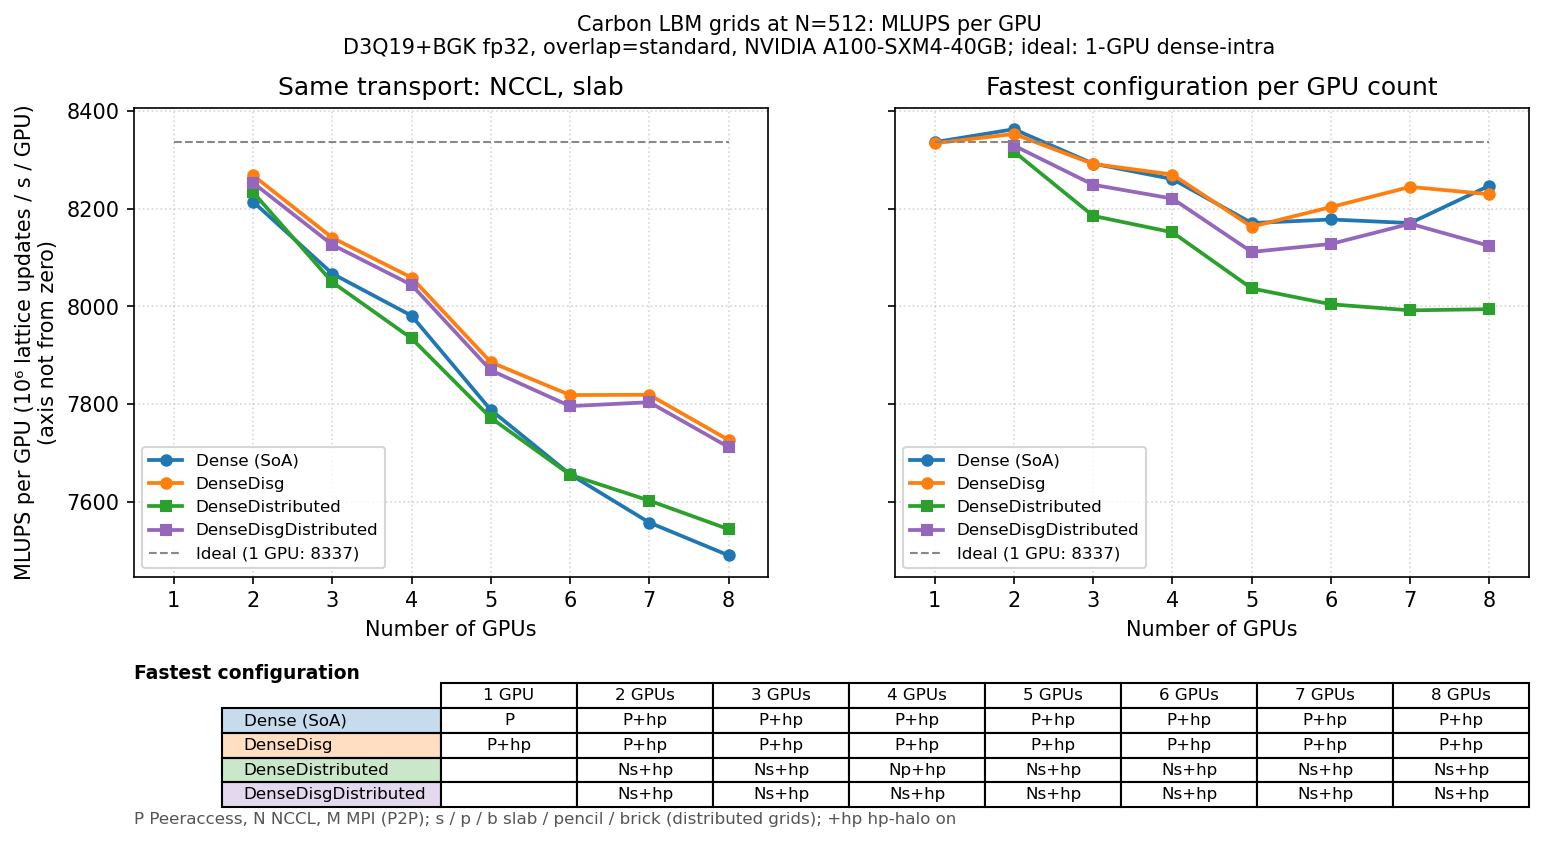 Carbon LBM grids at N=512: MLUPS per GPU
D3Q19+BGK fp32, overlap=standard, NVIDIA A100-SXM4-40GB; ideal: 1-GPU dense-intra
Same transport: NCCL, slab
MLUPS per GPU (10⁶ lattice updates / s / GPU)
(axis not from zero)
8400
8200
8000
7800
7600
Dense (SoA)
DenseDisg
DenseDistributed
DenseDisgDistributed
Ideal (1 GPU: 8337)
1 2 3 4 5 6 7 8
Number of GPUs
Fastest configuration per GPU count
Dense (SoA)
DenseDisg
DenseDistributed
DenseDisgDistributed
Ideal (1 GPU: 8337)
1 2 3 4 5 6 7 8
Number of GPUs
Fastest configuration
1 GPU 2 GPUs 3 GPUs 4 GPUs 5 GPUs 6 GPUs 7 GPUs 8 GPUs
Dense (SoA) P P+hp P+hp P+hp P+hp P+hp P+hp P+hp
DenseDisg P+hp P+hp P+hp P+hp P+hp P+hp P+hp P+hp
DenseDistributed Ns+hp Ns+hp Np+hp Ns+hp Ns+hp Ns+hp Ns+hp
DenseDisgDistributed Ns+hp Ns+hp Ns+hp Ns+hp Ns+hp Ns+hp Ns+hp
P Peeraccess, N NCCL, M MPI (P2P); s / p / b slab / pencil / brick (distributed grids); +hp hp-halo on